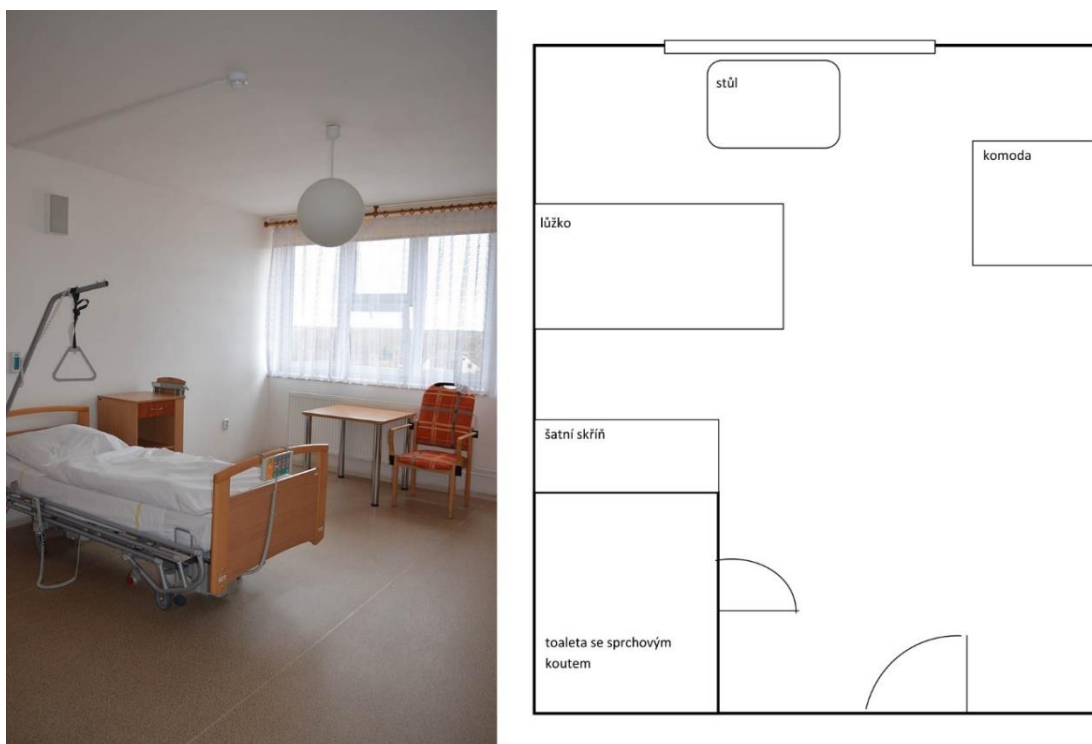 stůl
komoda
lůžko
šatní skříň
toaleta se sprchovým
koutem